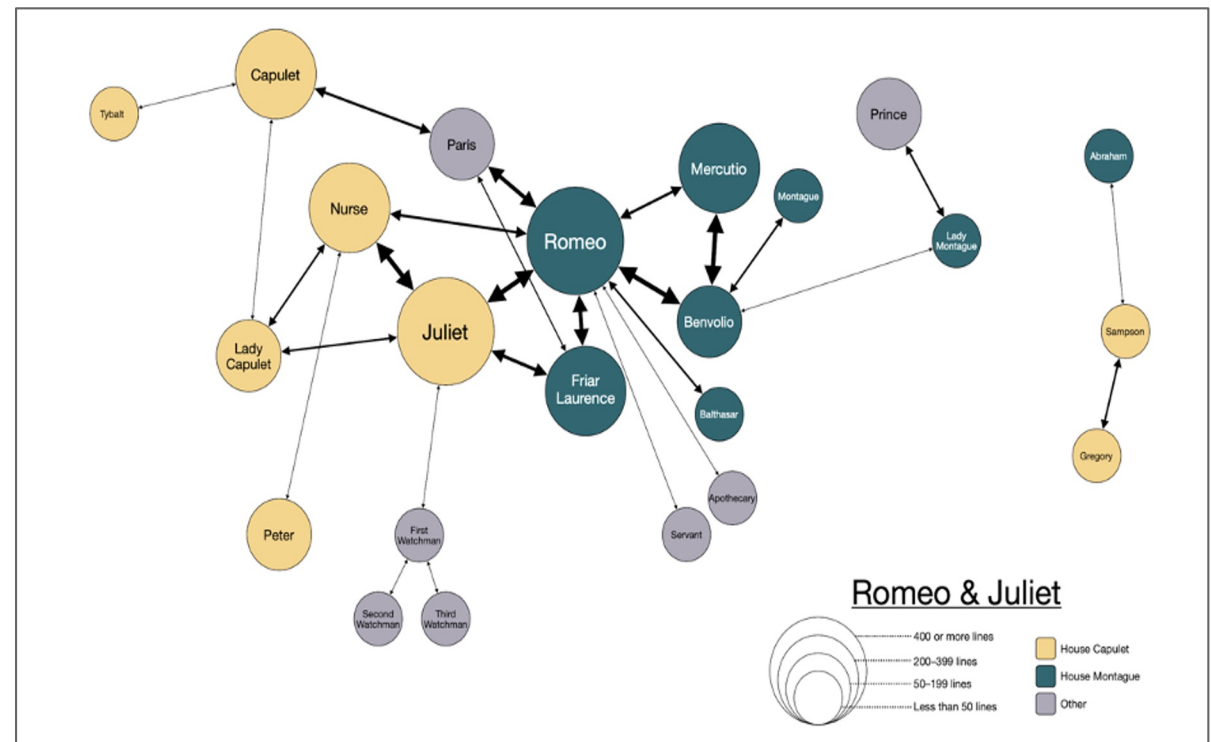 Capulet
Tybalt
Paris
Prince
Mercutio
Abraham
Nurse
Montague
Romeo
Lady
Montague
Juliet
Benvolio
Sampson
Lady
Capulet
Friar
Laurence
Balthasar
Gregory
Apothecary
Peter
First
Watchman
Servant
Second
Watchman
Third
Watchman
Romeo & Juliet
400 or more lines
200–399 lines
50–199 lines
Less than 50 lines
House Capulet
House Montague
Other